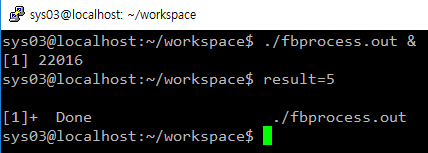 sys03@localhost: ~/workspace
sys03@localhost:~/workspace$ ./fbprocess.out &
[1] 22016
sys03@localhost:~/workspace$ result=5
[1]+  Done                    ./fbprocess.out
sys03@localhost:~/workspace$